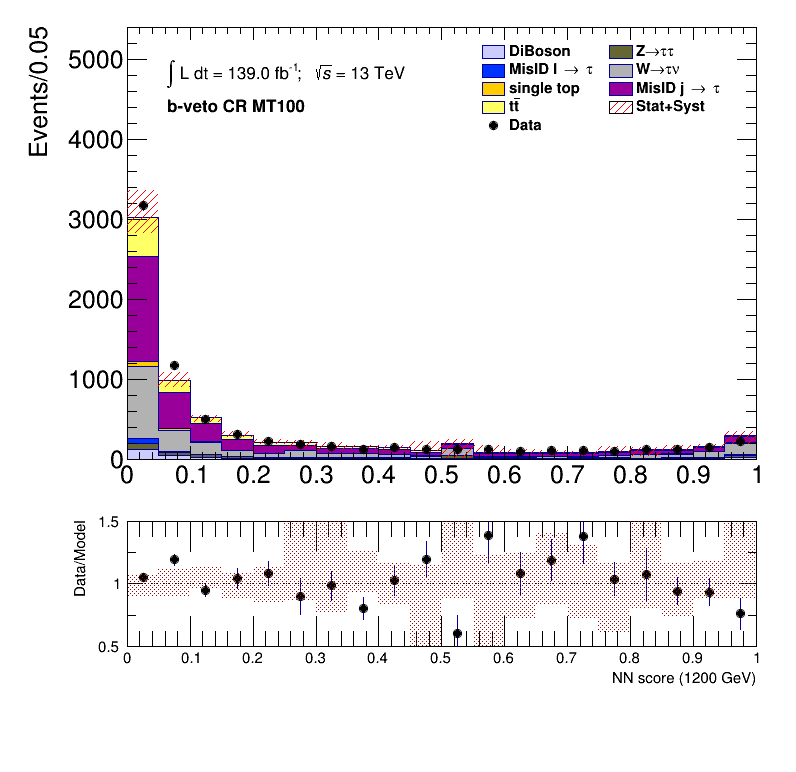 Events/0.05
5000
4000
3000
2000
1000
0
∫ L dt = 139.0 fb⁻¹; √s = 13 TeV
b-veto CR MT100
DiBoson
MisID l → τ
single top
tt̄
Data
Z→ττ
W→τν
MisID j → τ
Stat+Syst
0 0.1 0.2 0.3 0.4 0.5 0.6 0.7 0.8 0.9 1
Data/Model
1.5
1
0.5
0 0.1 0.2 0.3 0.4 0.5 0.6 0.7 0.8 0.9 1
NN score (1200 GeV)